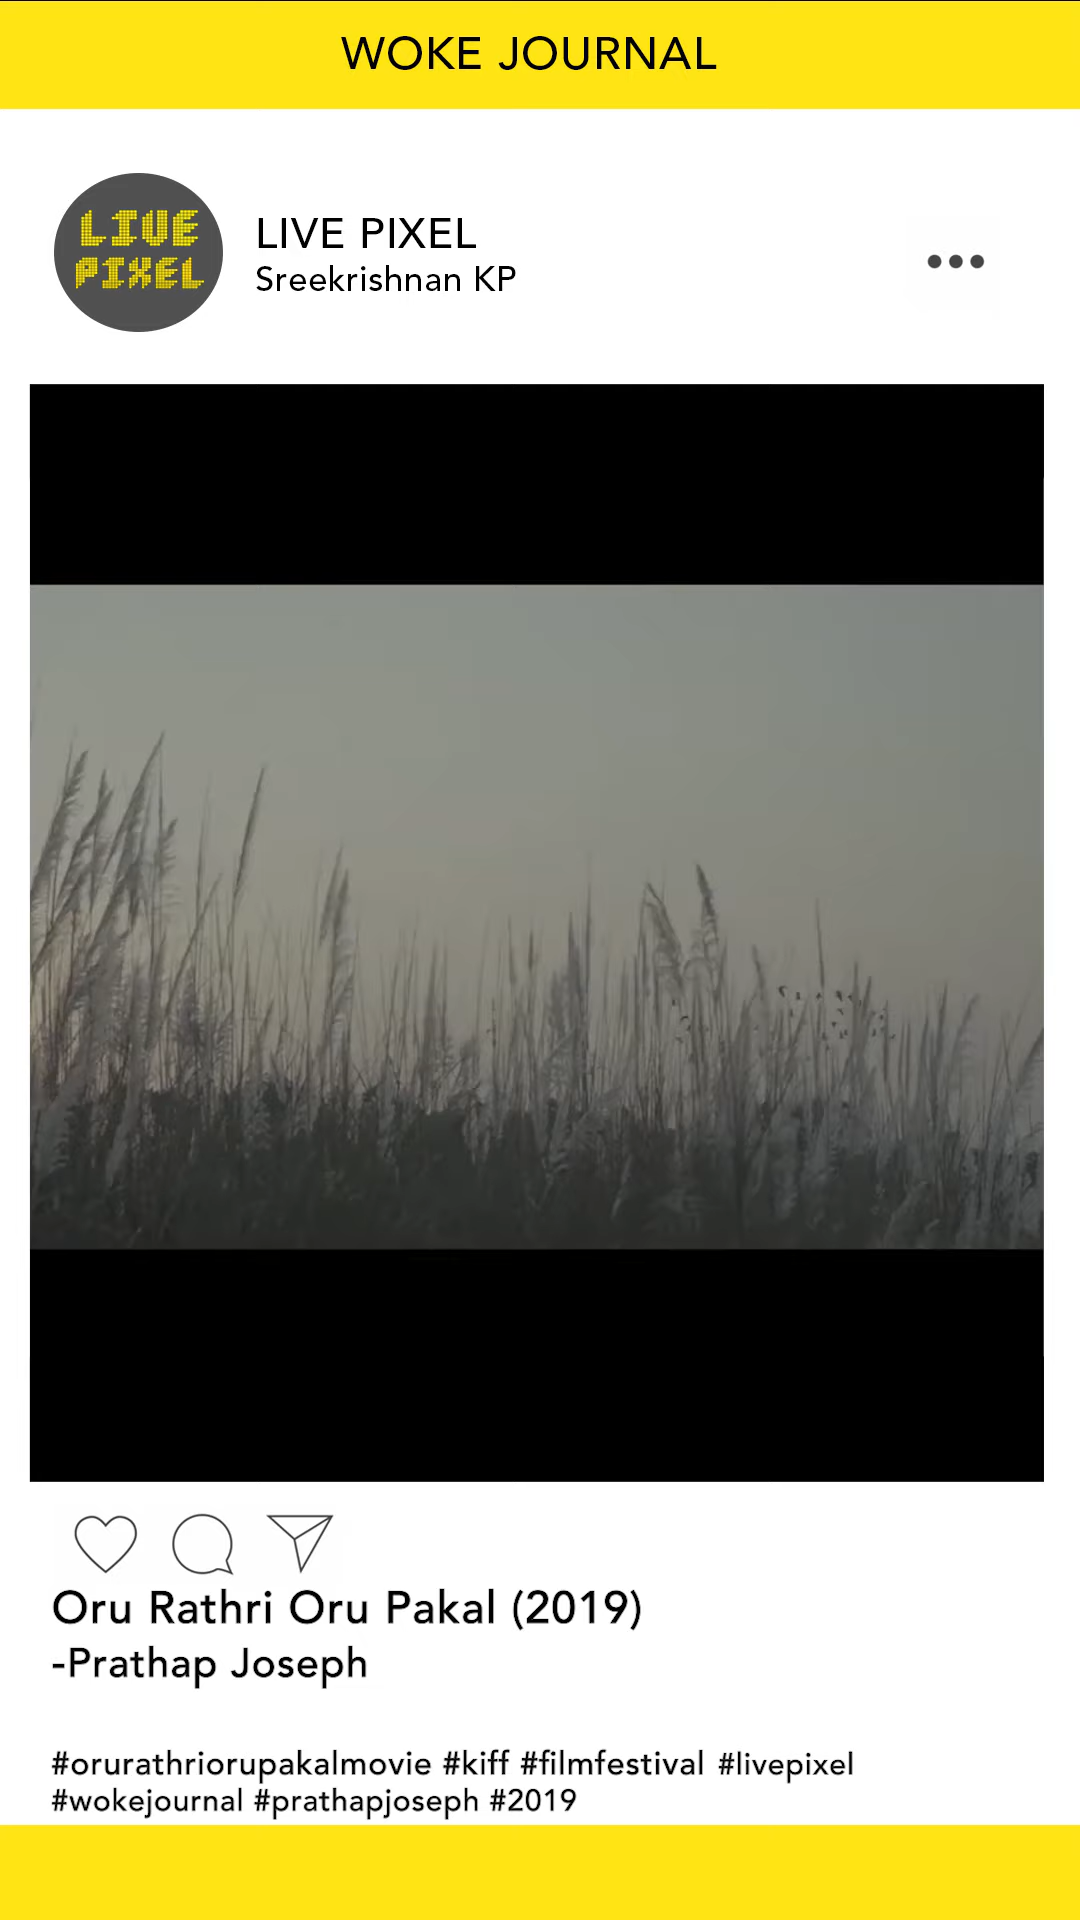 WOKE JOURNAL
LIVE
PIXEL
LIVE PIXEL
Sreekrishnan KP
Oru Rathri Oru Pakal (2019)
-Prathap Joseph
#orurathriorupakalmovie #kiff #filmfestival #livepixel
#wokejournal #prathapjoseph #2019